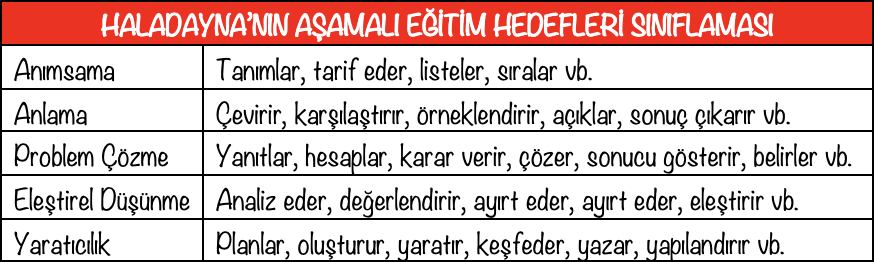 HALADAYNA'NIN AŞAMALI EĞİTİM HEDEFLERİ SINIFLAMASI
Anımsama Tanımlar, tarif eder, listeler, sıralar vb.
Anlama Çevirir, karşılaştırır, örneklendirir, açıklar, sonuç çıkarır vb.
Problem Çözme Yanıtlar, hesaplar, karar verir, çözer, sonucu gösterir, belirler vb.
Eleştirel Düşünme Analiz eder, değerlendirir, ayırt eder, ayırt eder, eleştirir vb.
Yaratıcılık Planlar, oluşturur, yaratır, keşfeder, yazar, yapılandırır vb.